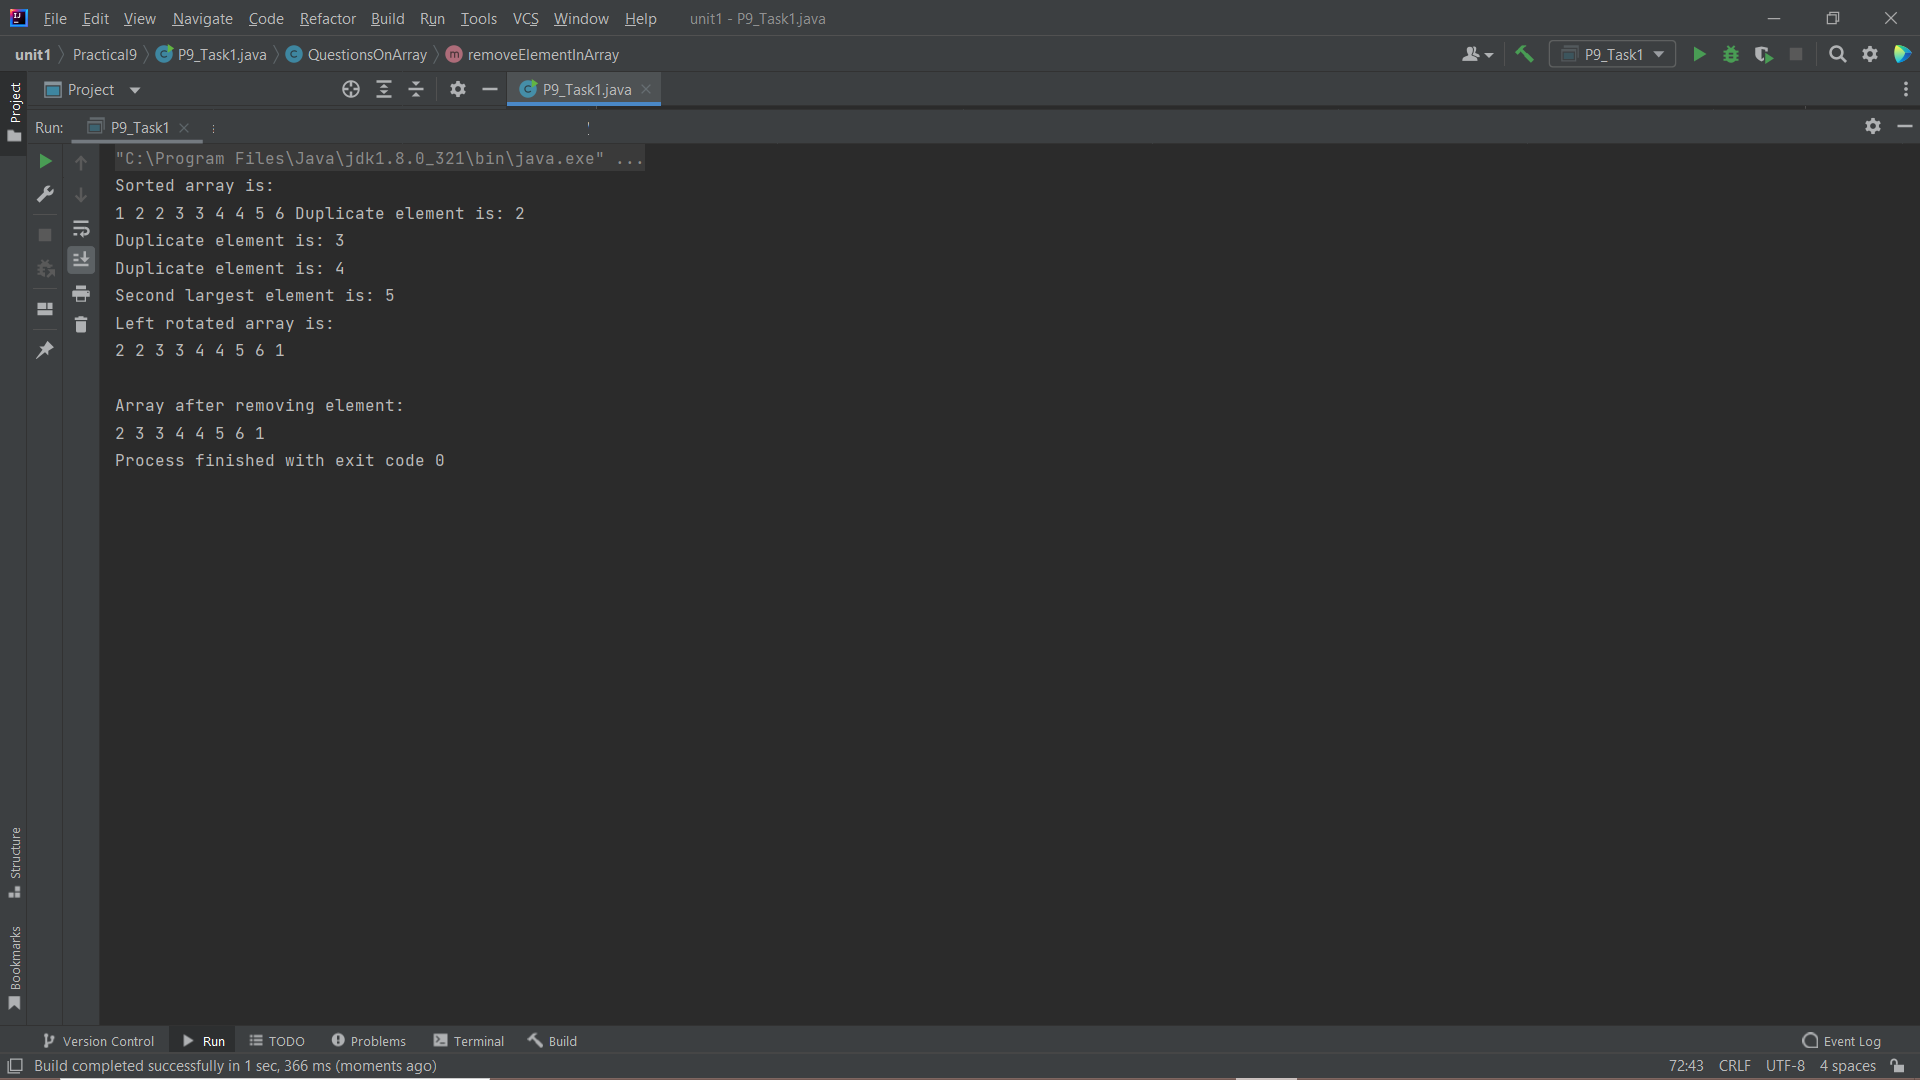 File Edit View Navigate Code Refactor Build Run Tools VCS Window Help unit1 - P9_Task1.java
unit1 Practical9 P9_Task1.java QuestionsOnArray removeElementInArray P9_Task1
Project P9_Task1.java
Run: P9_Task1
"C:\Program Files\Java\jdk1.8.0_321\bin\java.exe" ...
Sorted array is:
1 2 2 3 3 4 4 5 6 Duplicate element is: 2
Duplicate element is: 3
Duplicate element is: 4
Second largest element is: 5
Left rotated array is:
2 2 3 3 4 4 5 6 1
Array after removing element:
2 3 3 4 4 5 6 1
Process finished with exit code 0
Project
Structure
Bookmarks
Version Control Run TODO Problems Terminal Build Event Log
Build completed successfully in 1 sec, 366 ms (moments ago) 72:43 CRLF UTF-8 4 spaces